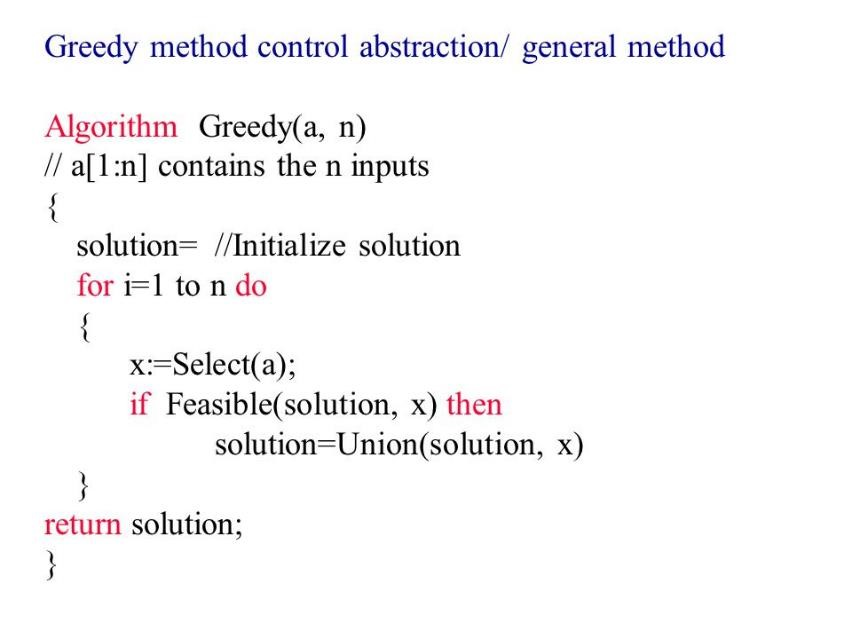 Greedy method control abstraction/ general method
Algorithm Greedy(a, n)
// a[1:n] contains the n inputs
{
solution= //Initialize solution
for i=1 to n do
{
x:=Select(a);
if Feasible(solution, x) then
solution=Union(solution, x)
}
return solution;
}